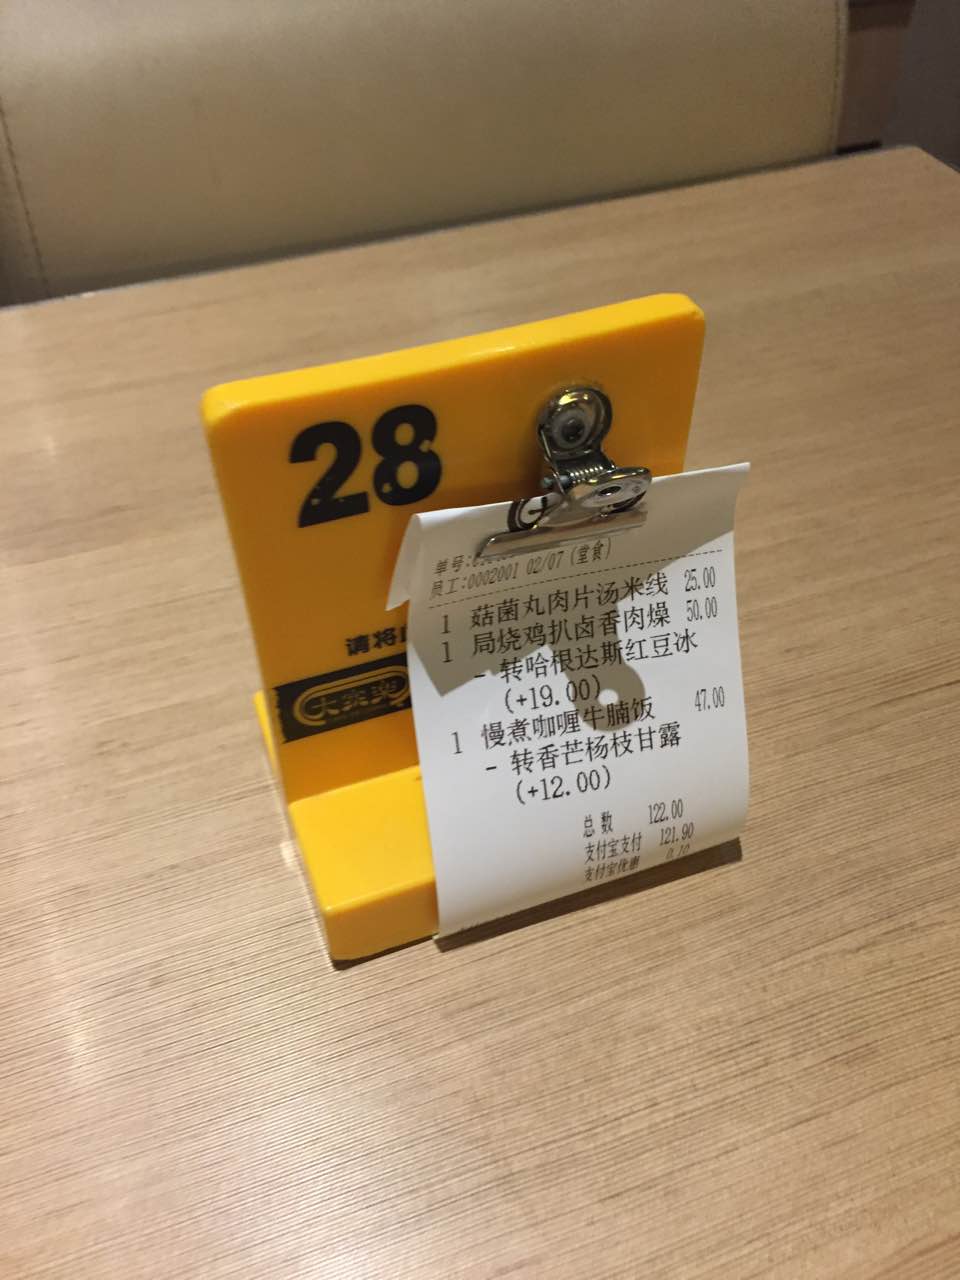 28
请将
大家樂
单号:
员工:0002001 02/07 (堂食)
1 菇菌丸肉片汤米线 25.00
1 局烧鸡扒卤香肉燥 50.00
- 转哈根达斯红豆冰
(+19.00)
1 慢煮咖喱牛腩饭 47.00
- 转香芒杨枝甘露
(+12.00)
总数 122.00
支付宝支付 121.90
支付宝优惠 0.10